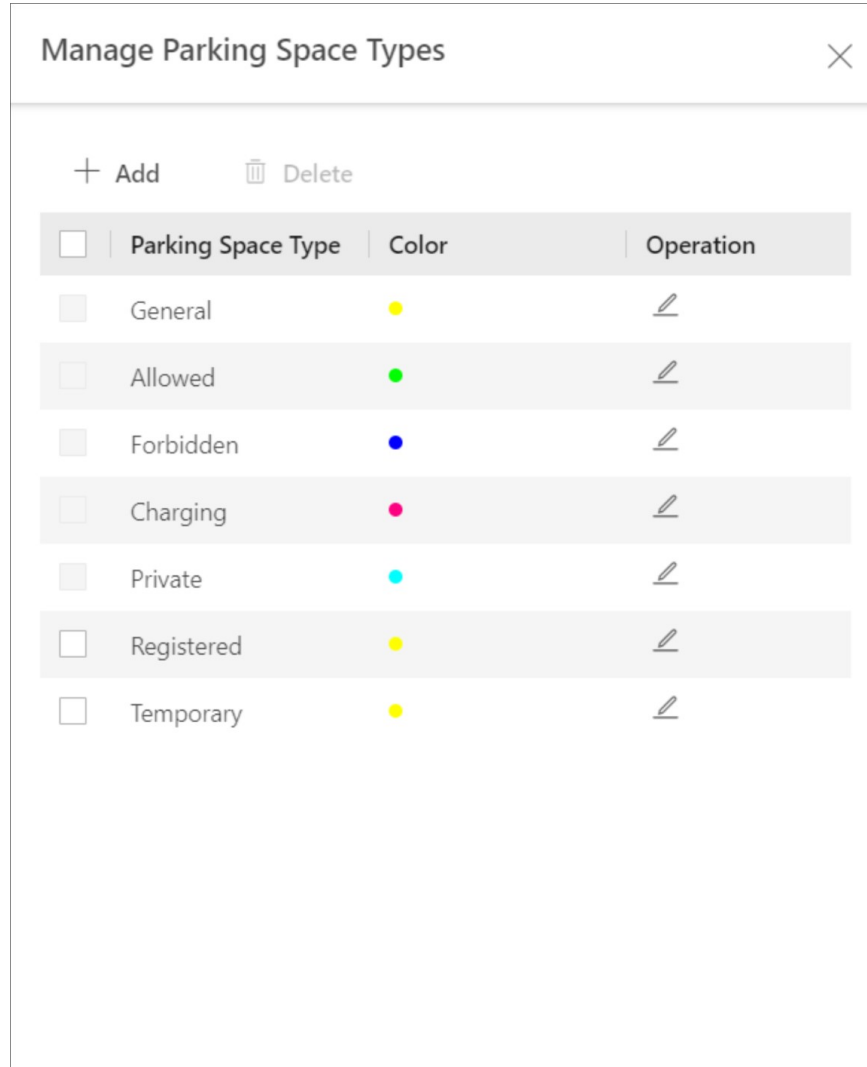 Manage Parking Space Types
Add Delete
Parking Space Type Color Operation
General
Allowed
Forbidden
Charging
Private
Registered
Temporary